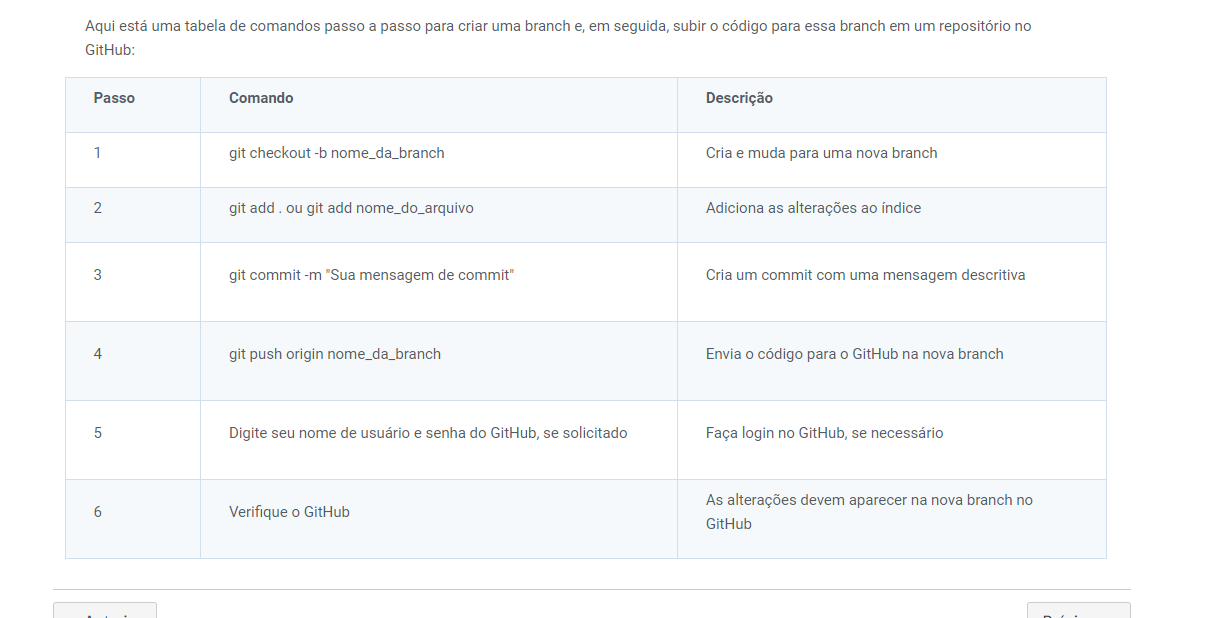 Aqui está uma tabela de comandos passo a passo para criar uma branch e, em seguida, subir o código para essa branch em um repositório no
GitHub:
Passo Comando Descrição
1 git checkout -b nome_da_branch Cria e muda para uma nova branch
2 git add . ou git add nome_do_arquivo Adiciona as alterações ao índice
3 git commit -m "Sua mensagem de commit" Cria um commit com uma mensagem descritiva
4 git push origin nome_da_branch Envia o código para o GitHub na nova branch
5 Digite seu nome de usuário e senha do GitHub, se solicitado Faça login no GitHub, se necessário
6 Verifique o GitHub As alterações devem aparecer na nova branch no
GitHub